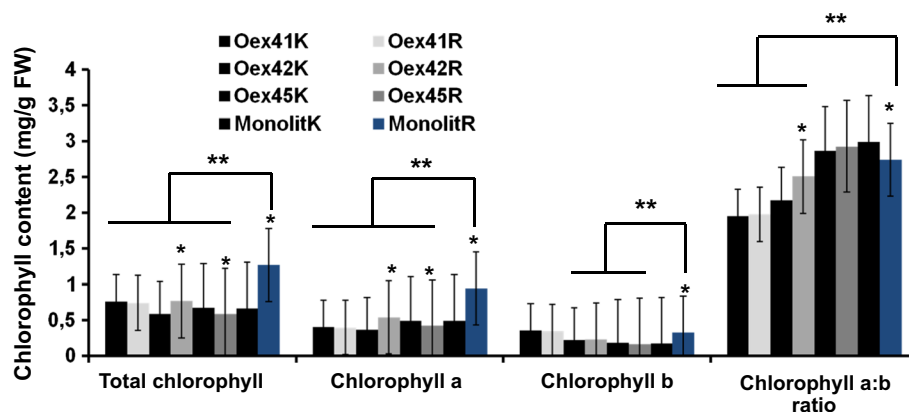 Oex41K Oex41R
Oex42K Oex42R
Oex45K Oex45R
MonolitK MonolitR
Chlorophyll content (mg/g FW)
4
3,5
3
2,5
2
1,5
1
0,5
0
**
**
**
**
*
*
*
*
*
*
*
*
*
Total chlorophyll
Chlorophyll a
Chlorophyll b
Chlorophyll a:b
ratio